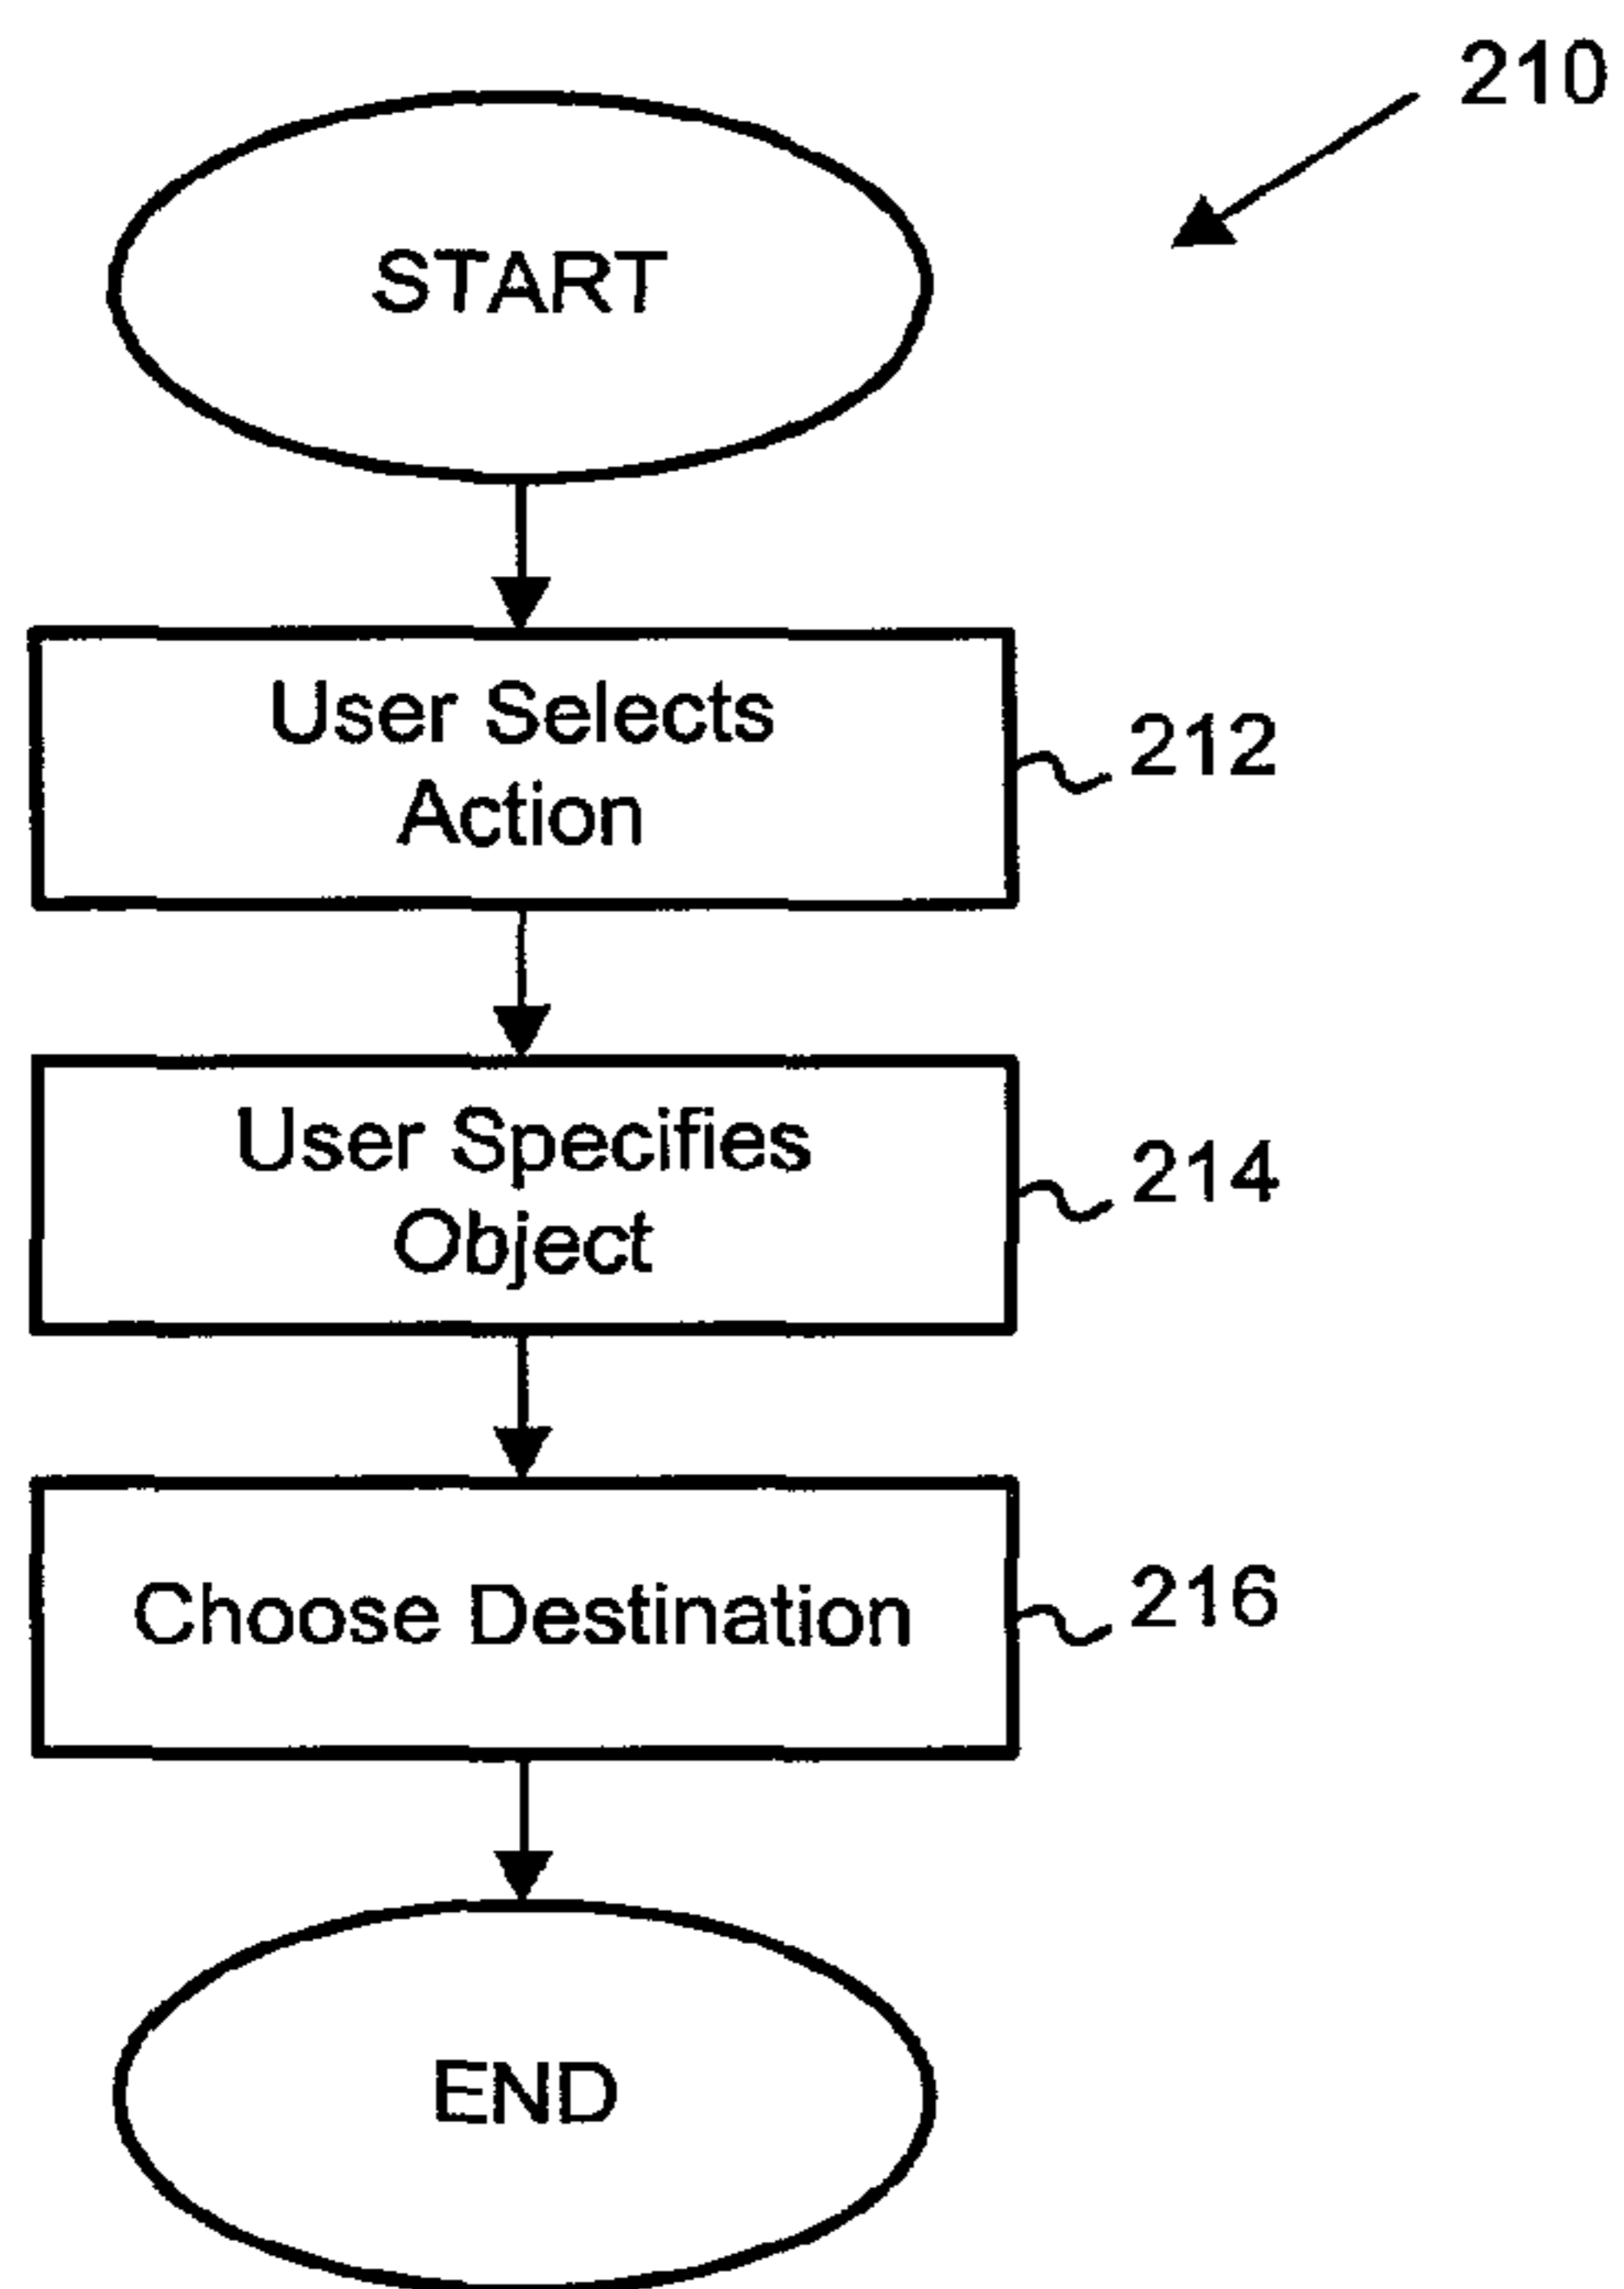 210
START
User Selects
Action
212
User Specifies
Object
214
Choose Destination
216
END